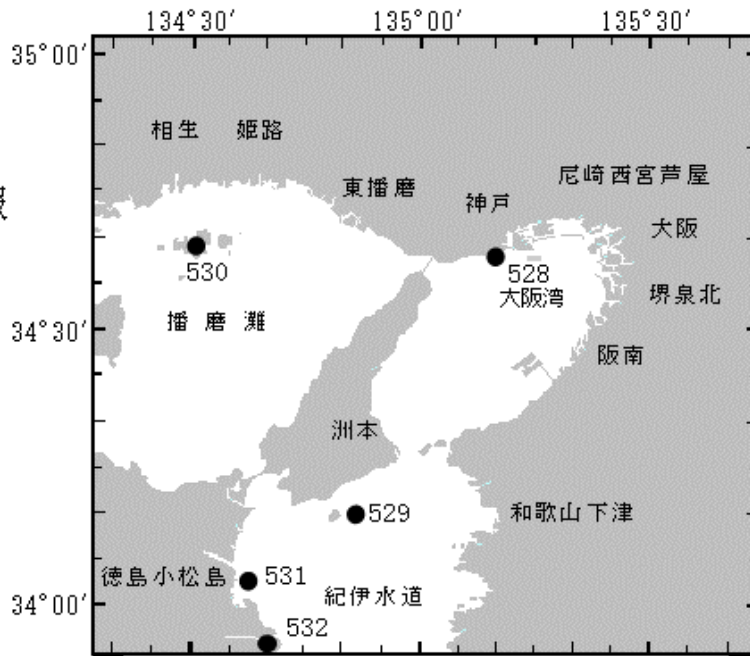 134°30′ 135°00′ 135°30′
35°00′
相生 姫路
東播磨
尼崎西宮芦屋
神戸
大阪
530
528
大阪湾
堺泉北
播磨灘
34°30′
阪南
洲本
529
和歌山下津
徳島小松島
531
紀伊水道
34°00′
532